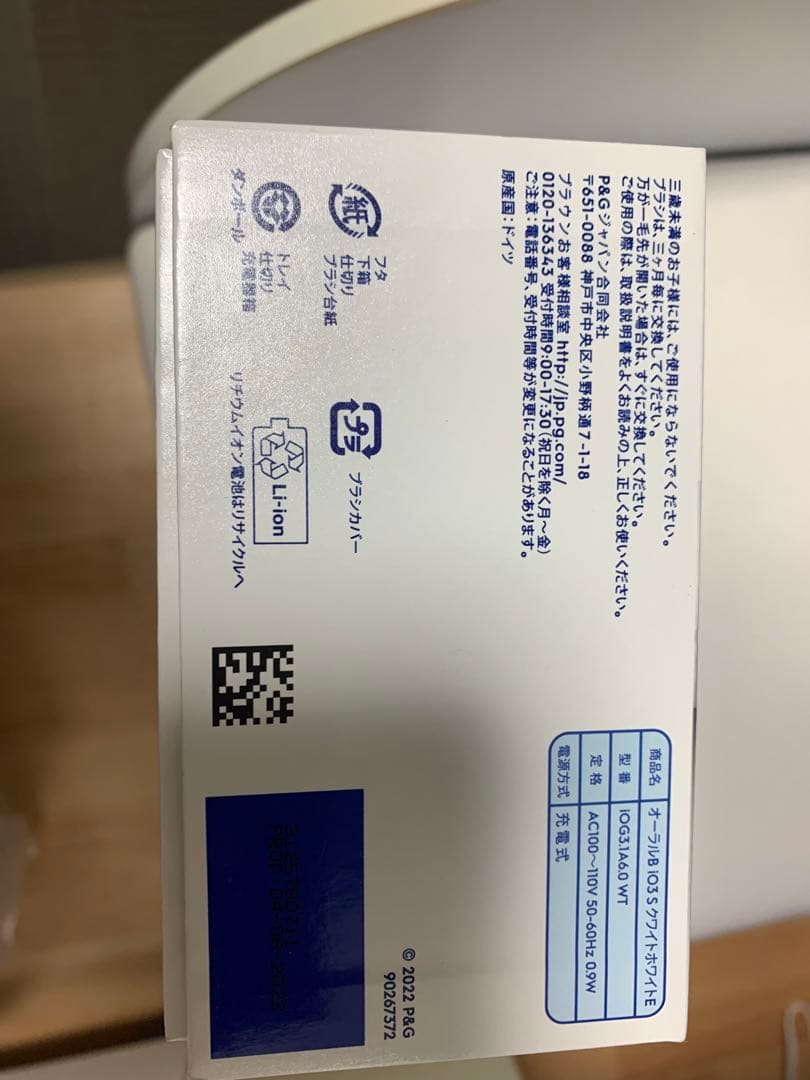 三歳未満のお子様には、ご使用にならないでください。
ブラシは、三ヶ月毎に交換してください。
万が一毛先が開いた場合は、すぐに交換してください。
ご使用の際は、取扱説明書をよくお読みの上、正しくお使いください。
P&Gジャパン合同会社
〒651-0088 神戸市中央区小野柄通7-1-18
ブラウンお客様相談室 http://jp.pg.com/
0120-136343 受付時間9:00-17:30(祝日を除く月〜金)
ご注意:電話番号、受付時間等が変更になることがあります。
原産国:ドイツ
紙
フタ
下箱
仕切り
ブラシ台紙
プラ
ブラシカバー
ダンボール
トレイ
仕切り
充電器箱
Li-ion
リチウムイオン電池はリサイクルへ
商品名 オーラルB iO3 S クワイトホワイトE
型番 iOG3.1A6.0 WT
定格 AC100〜110V 50-60Hz 0.9W
電源方式 充電式
© 2022 P&G
90267372